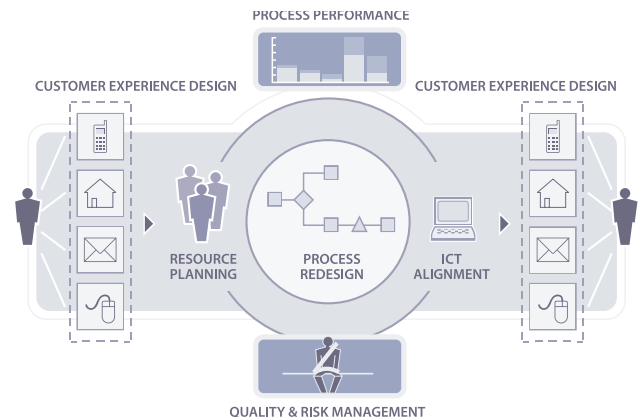 PROCESS PERFORMANCE
CUSTOMER EXPERIENCE DESIGN
CUSTOMER EXPERIENCE DESIGN
RESOURCE
PLANNING
PROCESS
REDESIGN
ICT
ALIGNMENT
QUALITY & RISK MANAGEMENT